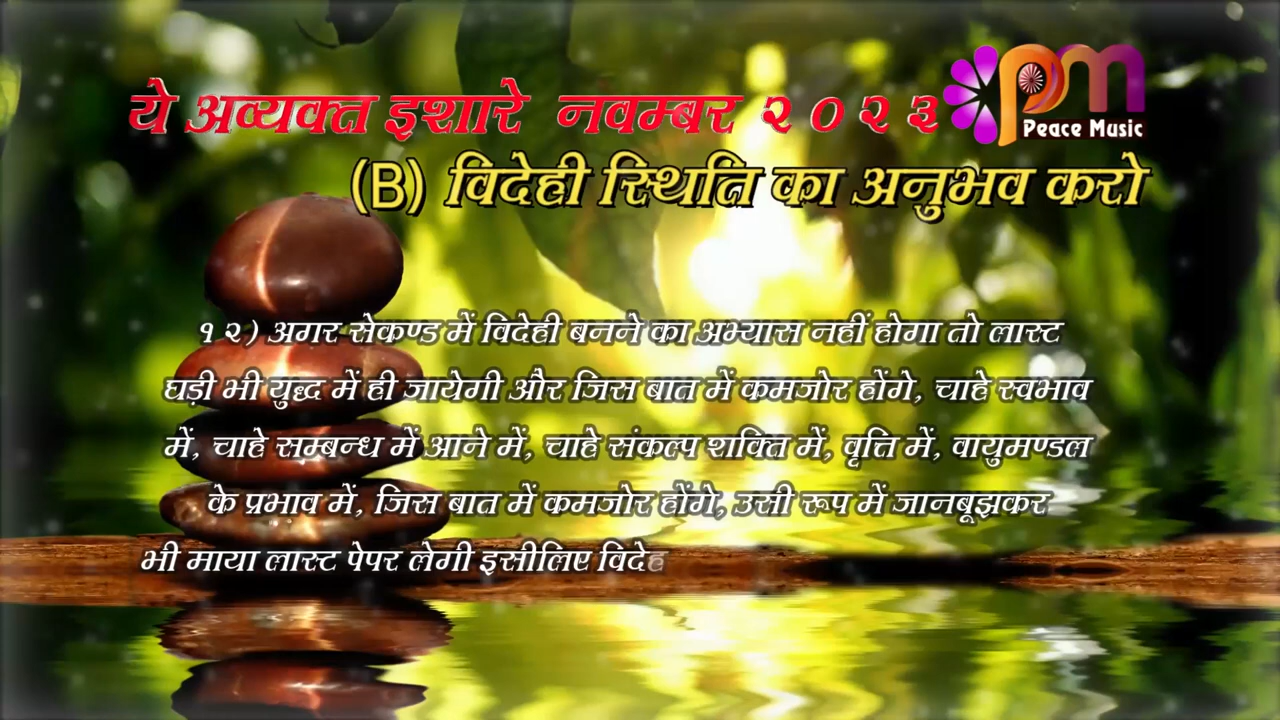 ये अव्यक्त इशारे नवम्बर २०२३
pm
Peace Music
(B) विदेही स्थिति का अनुभव करो
१२) अगर सेकण्ड में विदेही बनने का अभ्यास नहीं होगा तो लास्ट
घड़ी भी युद्ध में ही जायेगी और जिस बात में कमजोर होंगे, चाहे स्वभाव
में, चाहे सम्बन्ध में आने में, चाहे संकल्प शक्ति में, वृत्ति में, वायुमण्डल
के प्रभाव में, जिस बात में कमजोर होंगे, उसी रूप में जानबूझकर
भी माया लास्ट पेपर लेगी इसीलिए विदेह